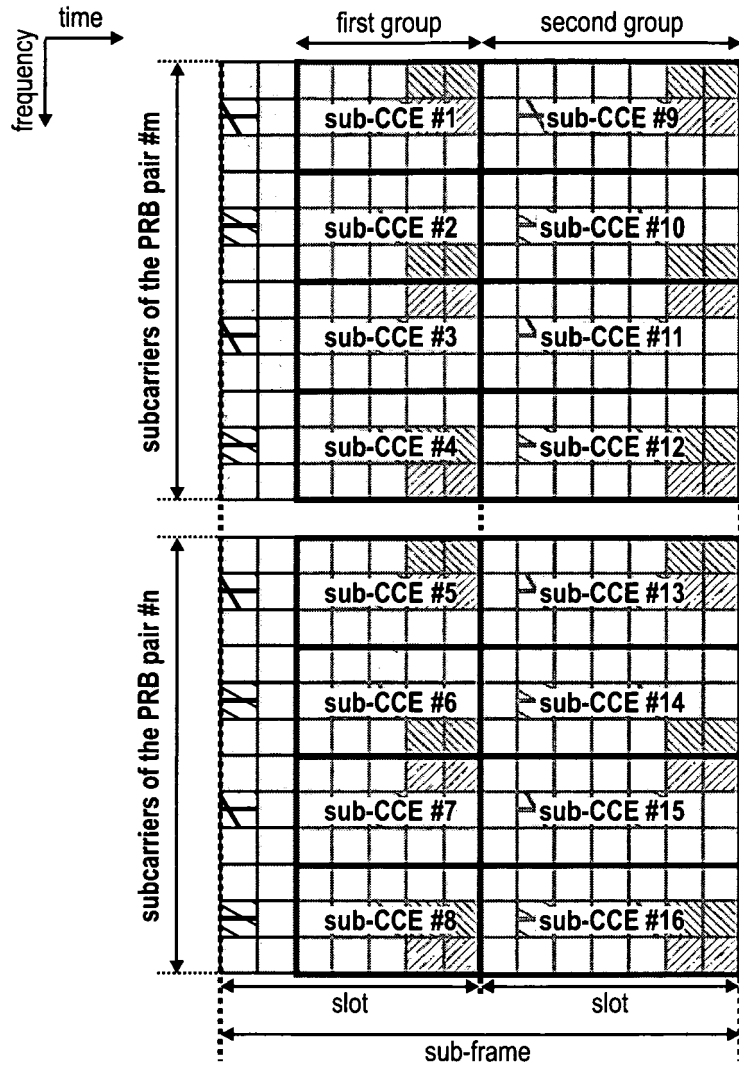 time
frequency
first group
second group
subcarriers of the PRB pair #m
sub-CCE #1
sub-CCE #9
sub-CCE #2
sub-CCE #10
sub-CCE #3
sub-CCE #11
sub-CCE #4
sub-CCE #12
subcarriers of the PRB pair #n
sub-CCE #5
sub-CCE #13
sub-CCE #6
sub-CCE #14
sub-CCE #7
sub-CCE #15
sub-CCE #8
sub-CCE #16
slot
slot
sub-frame